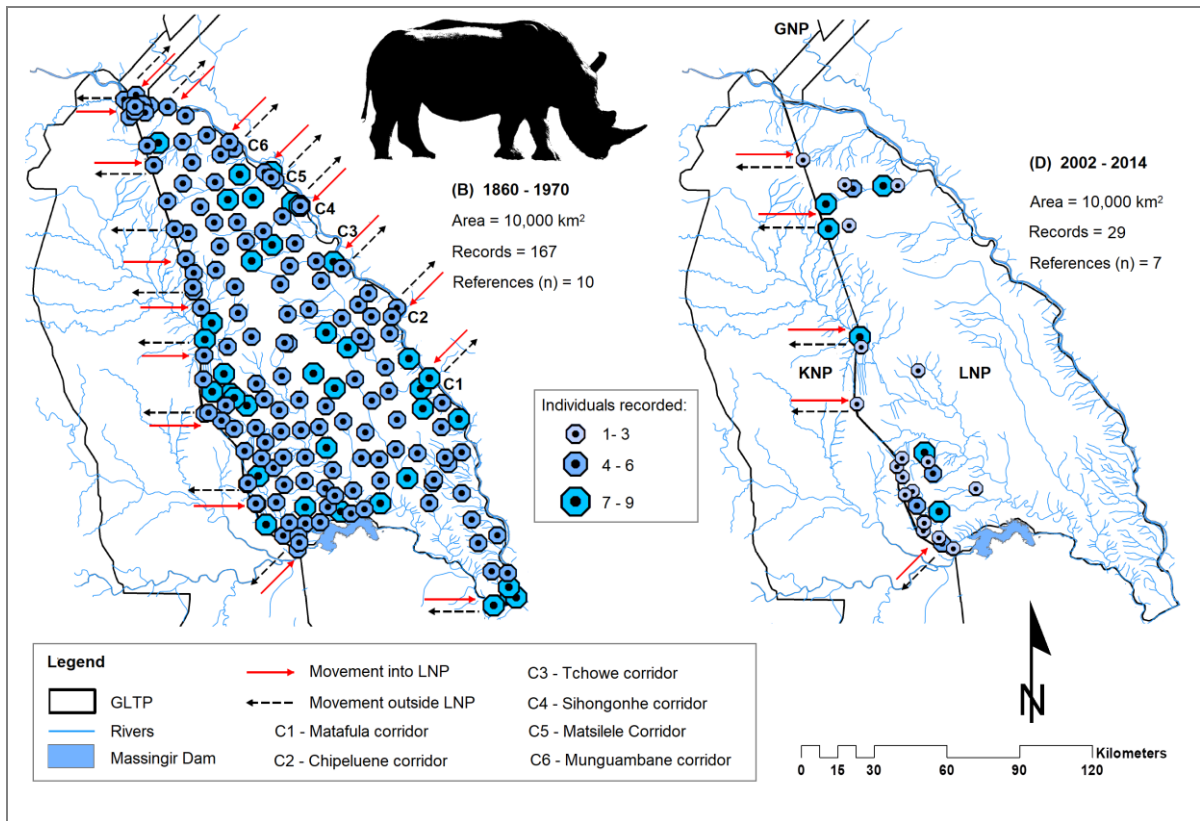 GNP
C6
C5
C4
C3
C2
C1
(B) 1860 - 1970
Area = 10,000 km²
Records = 167
References (n) = 10
(D) 2002 - 2014
Area = 10,000 km²
Records = 29
References (n) = 7
KNP
LNP
Individuals recorded:
1- 3
4 - 6
7 - 9
Legend
GLTP
Rivers
Massingir Dam
Movement into LNP
Movement outside LNP
C1 - Matafula corridor
C2 - Chipeluene corridor
C3 - Tchowe corridor
C4 - Sihongonhe corridor
C5 - Matsilele Corridor
C6 - Munguambane corridor
N
Kilometers
0 15 30 60 90 120